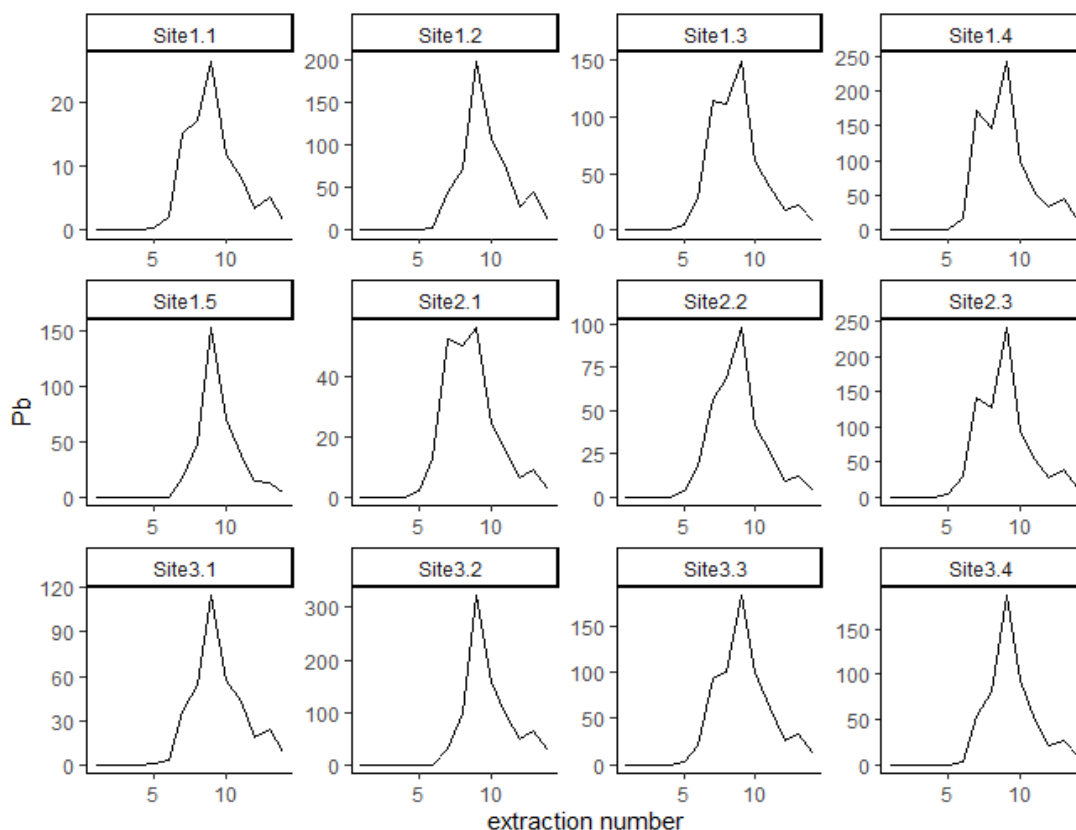 Site1.1 Site1.2 Site1.3 Site1.4
20 200 150 250
10 150 100 200
0 100 50 150
50 0 100
0 50
0
5 10 5 10 5 10 5 10
Site1.5 Site2.1 Site2.2 Site2.3
150 40 100 250
100 20 75 200
50 0 50 150
0 25 100
0 50
0
5 10 5 10 5 10 5 10
Site3.1 Site3.2 Site3.3 Site3.4
120 300 150 150
90 200 100 100
60 100 50 50
30 0 0 0
0
5 10 5 10 5 10 5 10
Pb
extraction number